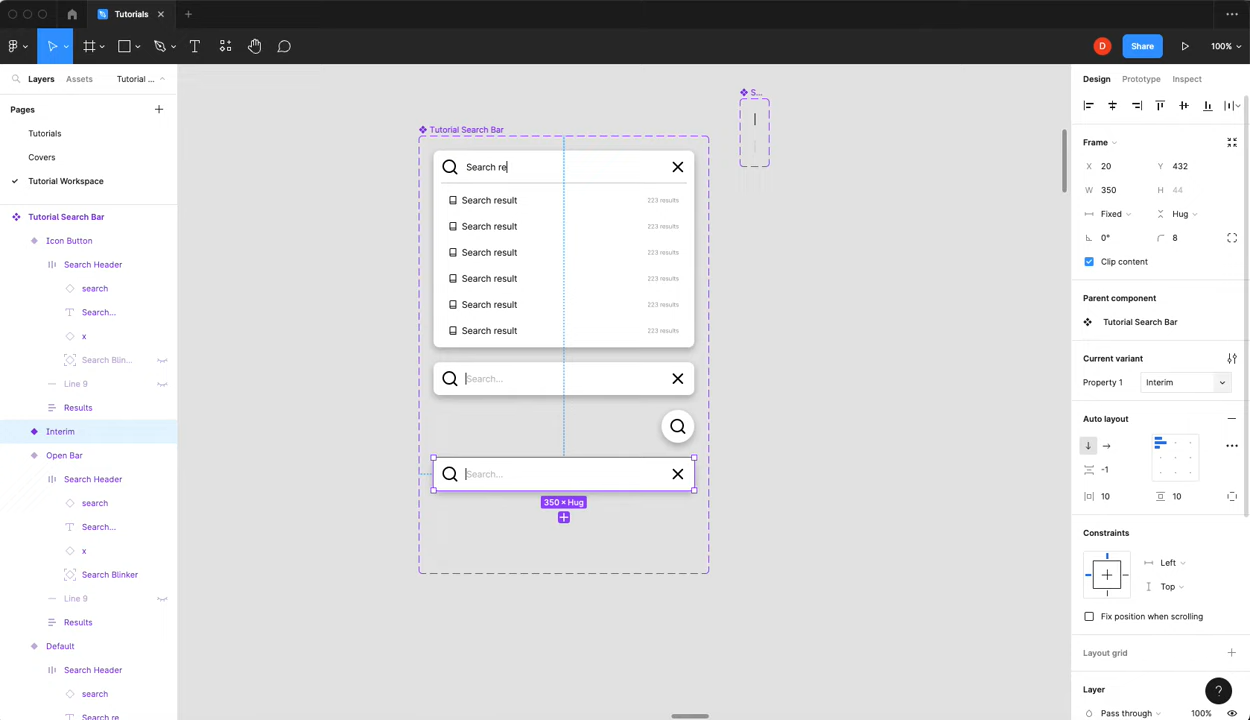 Tutorials
Share
100%
D
Layers
Assets
Tutorial ...
Pages
Tutorials
Covers
Tutorial Workspace
Tutorial Search Bar
Icon Button
Search Header
search
Search...
x
Search Blin...
Line 9
Results
Interim
Open Bar
Search Header
search
Search...
x
Search Blinker
Line 9
Results
Default
Search Header
search
Search re
S...
Tutorial Search Bar
Search re
Search result 223 results
Search result 223 results
Search result 223 results
Search result 223 results
Search result 223 results
Search result 223 results
Search...
Search...
350 × Hug
Design
Prototype
Inspect
Frame
X 20 Y 432
W 350 H 44
Fixed Hug
0° 8
Clip content
Parent component
Tutorial Search Bar
Current variant
Property 1 Interim
Auto layout
-1
10 10
Constraints
Left
Top
Fix position when scrolling
Layout grid
Layer
Pass through 100%
?